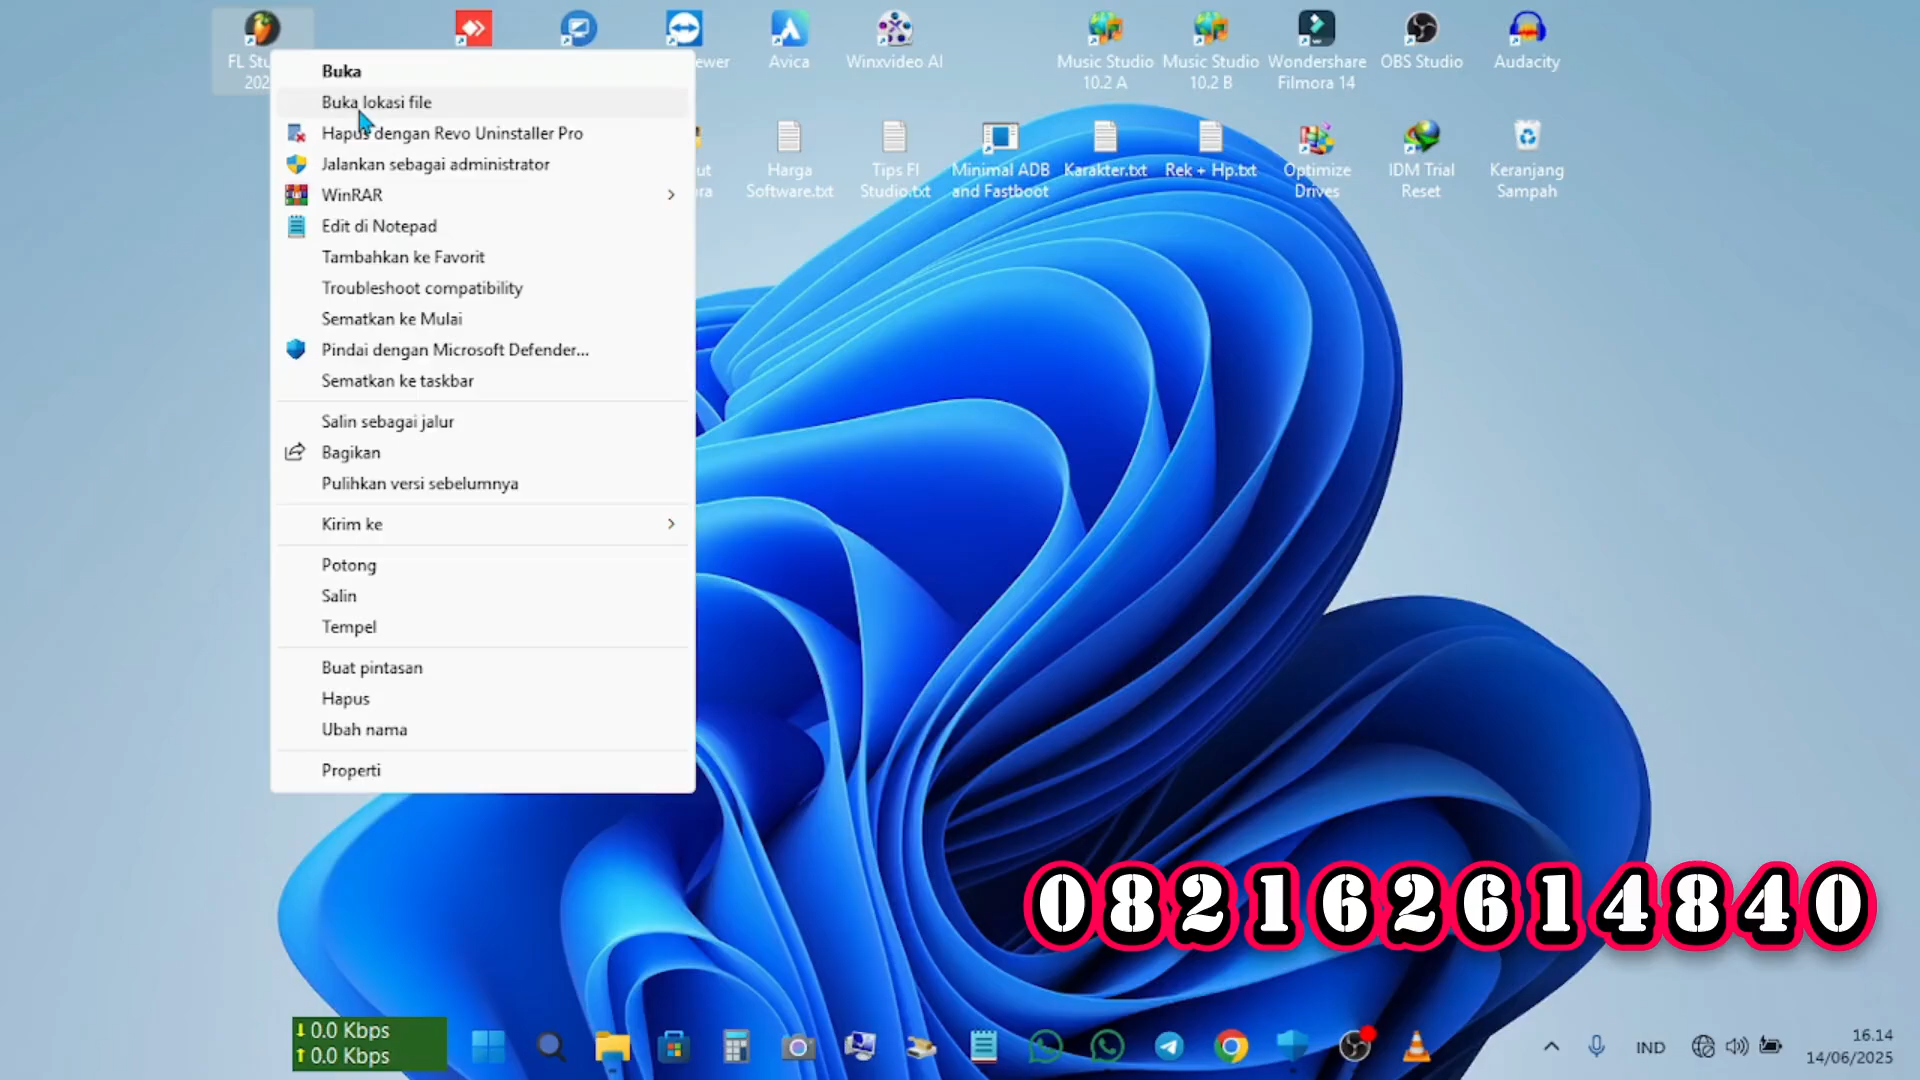 FL Stu
202
ewer
Avica
Winxvideo AI
Music Studio
10.2 A
Music Studio
10.2 B
Wondershare
Filmora 14
OBS Studio
Audacity
Buka
Buka lokasi file
Hapus dengan Revo Uninstaller Pro
Jalankan sebagai administrator
WinRAR
Edit di Notepad
Tambahkan ke Favorit
Troubleshoot compatibility
Sematkan ke Mulai
Pindai dengan Microsoft Defender...
Sematkan ke taskbar
Salin sebagai jalur
Bagikan
Pulihkan versi sebelumnya
Kirim ke
Potong
Salin
Tempel
Buat pintasan
Hapus
Ubah nama
Properti
ut
ora
Harga
Software.txt
Tips Fl
Studio.txt
Minimal ADB
and Fastboot
Karakter.txt
Rek + Hp.txt
Optimize
Drives
IDM Trial
Reset
Keranjang
Sampah
082162614840
0.0 Kbps
0.0 Kbps
IND
16.14
14/06/2025